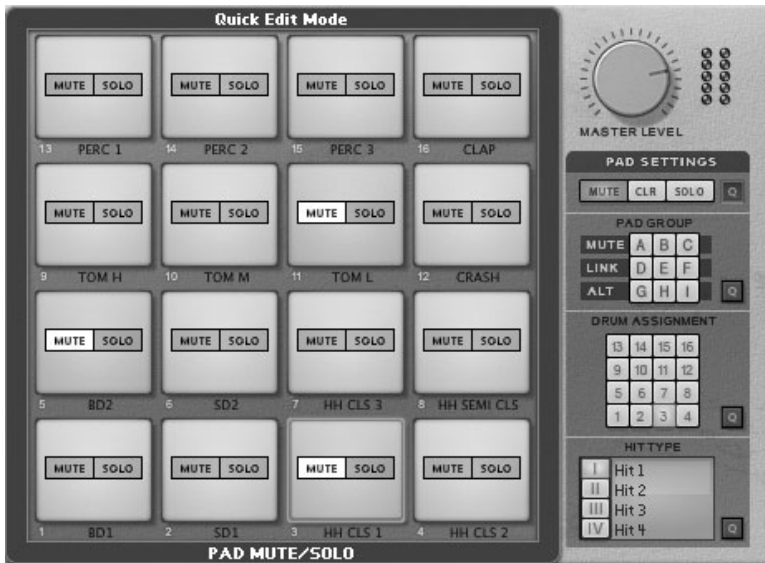 Quick Edit Mode
MUTE SOLO MUTE SOLO MUTE SOLO MUTE SOLO
13 PERC 1 14 PERC 2 15 PERC 3 16 CLAP
MUTE SOLO MUTE SOLO MUTE SOLO MUTE SOLO
9 TOM H 10 TOM M 11 TOM L 12 CRASH
MUTE SOLO MUTE SOLO MUTE SOLO MUTE SOLO
5 BD2 6 SD2 7 HH CLS 3 8 HH SEMI CLS
MUTE SOLO MUTE SOLO MUTE SOLO MUTE SOLO
1 BD1 2 SD1 3 HH CLS 1 4 HH CLS 2
PAD MUTE/SOLO
MASTER LEVEL
PAD SETTINGS
MUTE CLR SOLO Q
PAD GROUP
MUTE A B C
LINK D E F
ALT G H I Q
DRUM ASSIGNMENT
13 14 15 16
9 10 11 12
5 6 7 8
1 2 3 4 Q
HIT TYPE
I Hit 1
II Hit 2
III Hit 3
IV Hit 4 Q